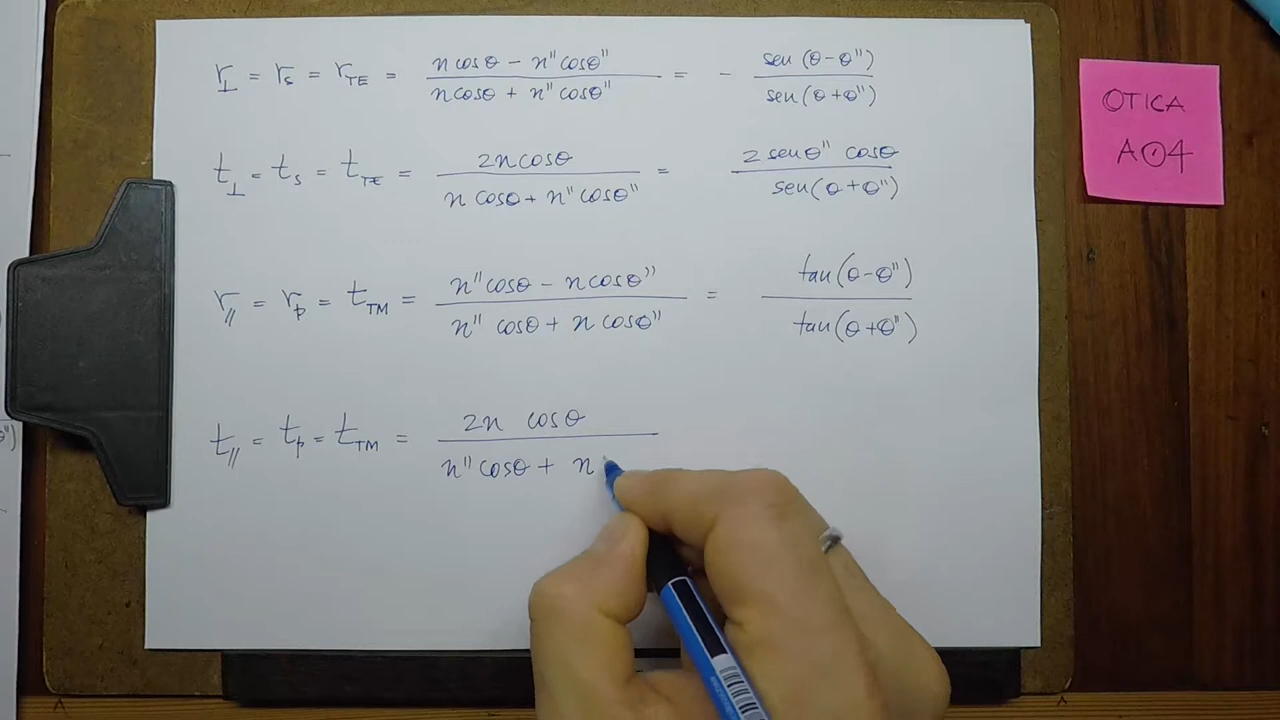 r⊥ = rs = rTE = (n cosθ - n'' cosθ'') / (n cosθ + n'' cosθ'') = - sen(θ-θ'') / sen(θ+θ'')
t⊥ = ts = tTE = 2n cosθ / (n cosθ + n'' cosθ'') = 2 senθ'' cosθ / sen(θ+θ'')
r// = rp = tTM = (n'' cosθ - n cosθ'') / (n'' cosθ + n cosθ'') = tan(θ-θ'') / tan(θ+θ'')
t// = tp = tTM = 2n cosθ / (n'' cosθ + n
OTICA
A04
θ'')